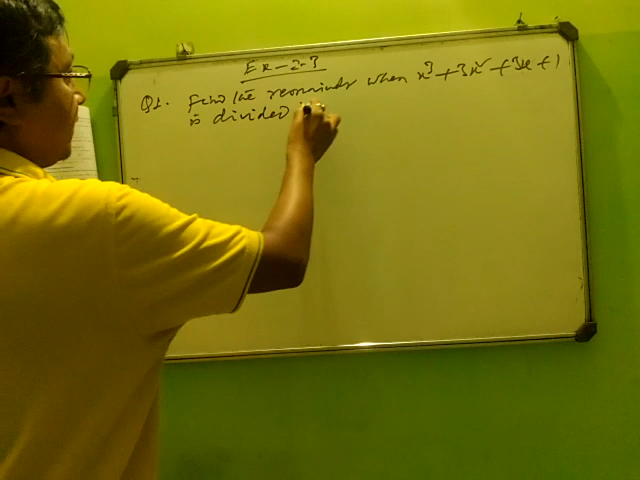 Ex-2.3
Q1. Find the remainder when x³+3x²+3x+1
is divided